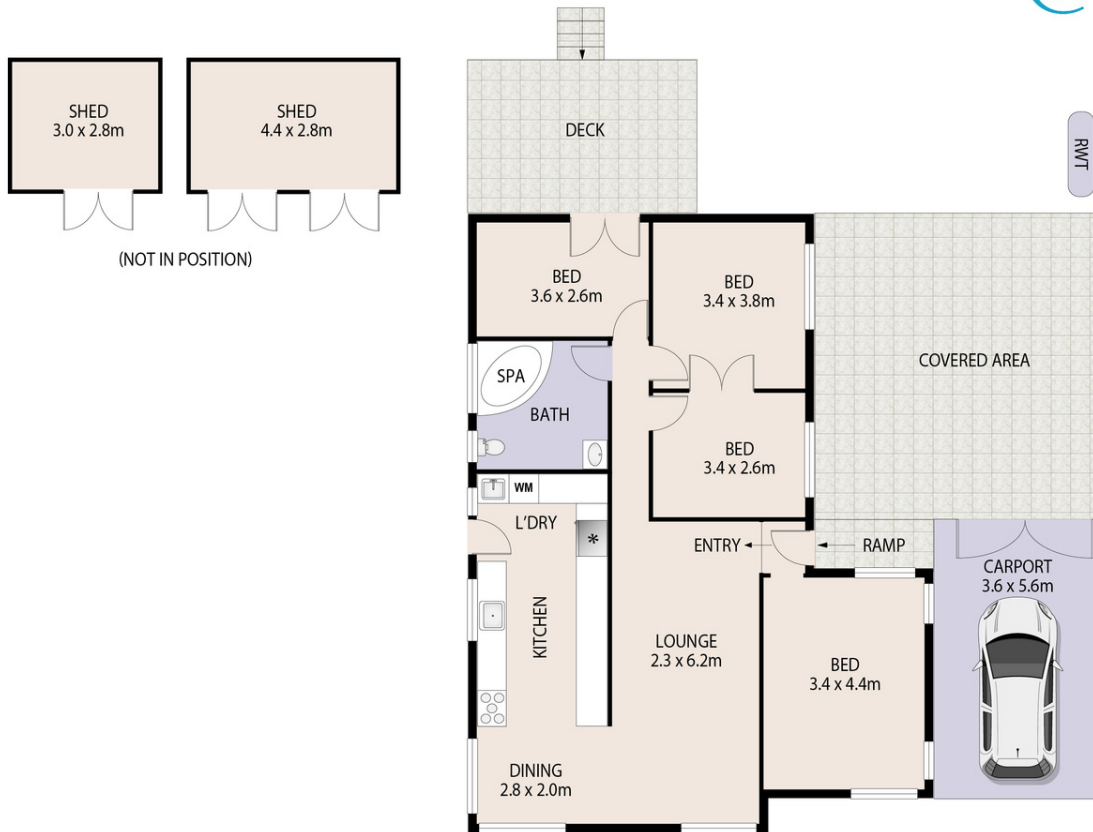 SHED
3.0 x 2.8m
SHED
4.4 x 2.8m
(NOT IN POSITION)
DECK
RWT
BED
3.6 x 2.6m
BED
3.4 x 3.8m
COVERED AREA
SPA
BATH
BED
3.4 x 2.6m
WM
L'DRY
*
ENTRY
RAMP
CARPORT
3.6 x 5.6m
KITCHEN
LOUNGE
2.3 x 6.2m
BED
3.4 x 4.4m
DINING
2.8 x 2.0m